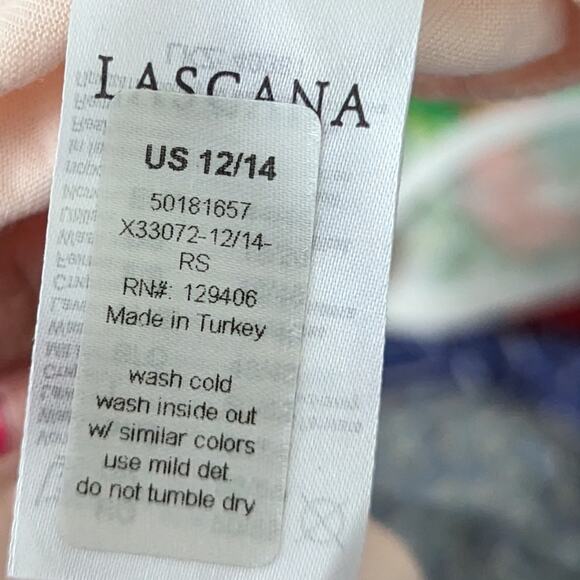 LASCANA
US 12/14
50181657
X33072-12/14-
RS
RN#: 129406
Made in Turkey
wash cold
wash inside out
w/ similar colors
use mild det.
do not tumble dry